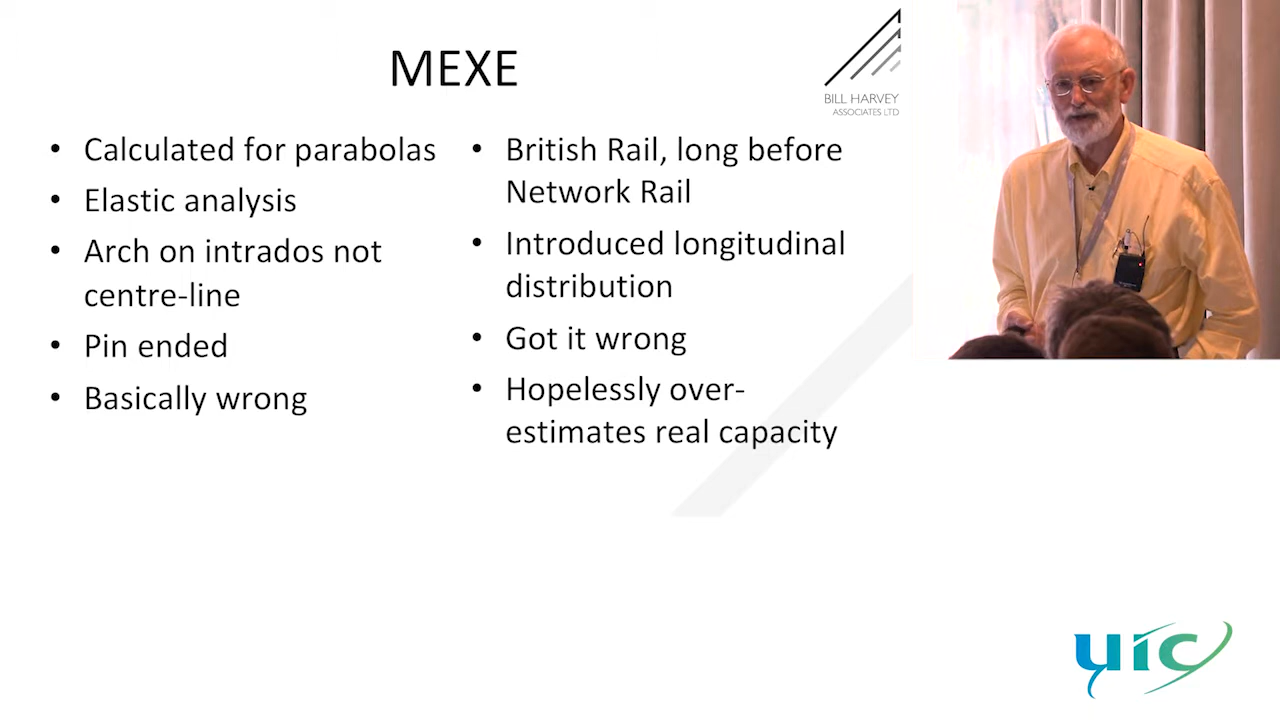 MEXE
BILL HARVEY
ASSOCIATES LTD
• Calculated for parabolas
• Elastic analysis
• Arch on intrados not
centre-line
• Pin ended
• Basically wrong
• British Rail, long before
Network Rail
• Introduced longitudinal
distribution
• Got it wrong
• Hopelessly over-
estimates real capacity
uic